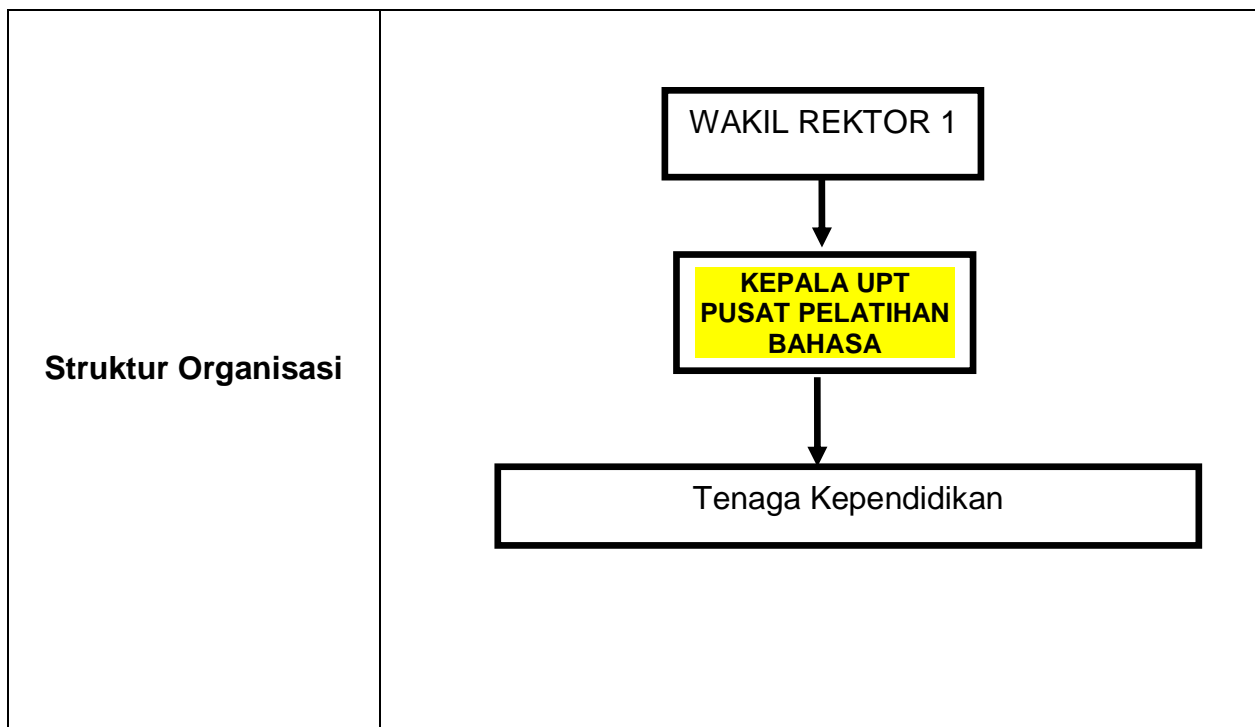 Struktur Organisasi
WAKIL REKTOR 1
KEPALA UPT
PUSAT PELATIHAN
BAHASA
Tenaga Kependidikan